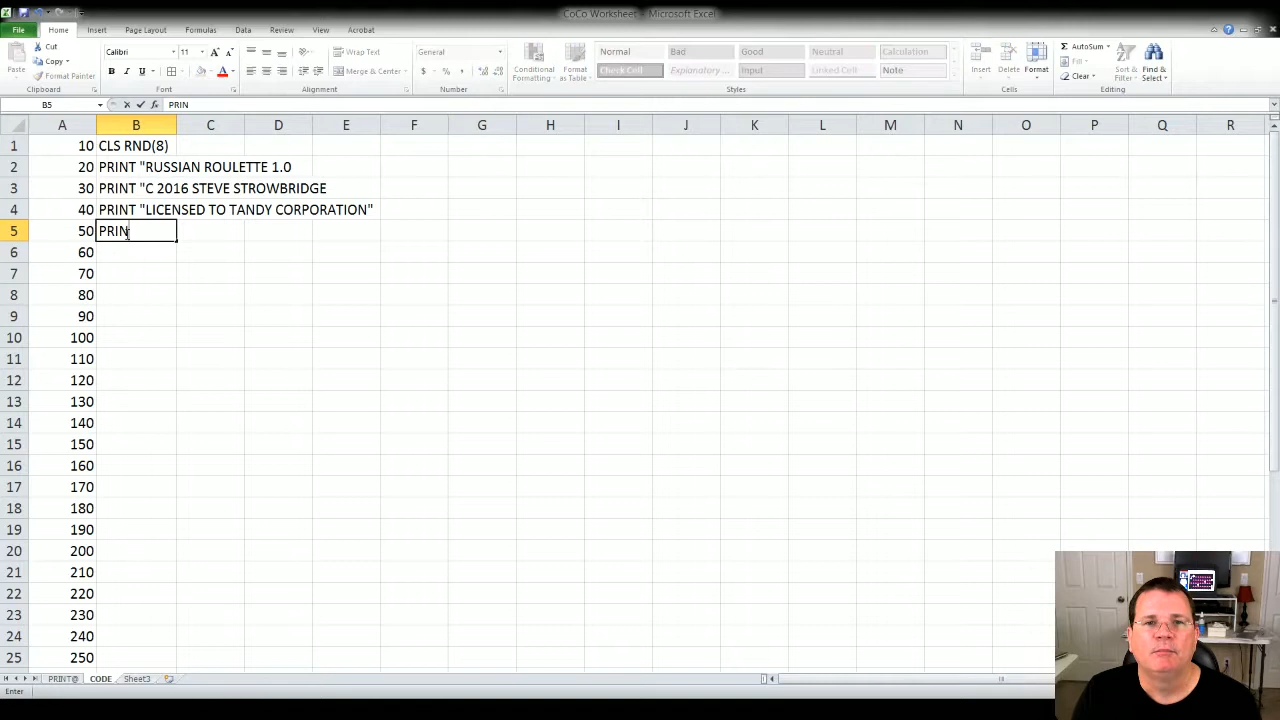 CoCo Worksheet - Microsoft Excel
File Home Insert Page Layout Formulas Data Review View Acrobat
Cut
Copy
Format Painter
Paste
Clipboard
Calibri 11
B I U
Font
Wrap Text
Merge & Center
Alignment
General
$ % ,
Number
Conditional Formatting
Format as Table
Normal Bad Good Neutral Calculation
Check Cell Explanatory ... Input Linked Cell Note
Styles
Insert Delete Format
Cells
AutoSum
Fill
Clear
Sort & Filter
Find & Select
Editing
B5 fx PRIN
A B C D E F G H I J K L M N O P Q R
1 10 CLS RND(8)
2 20 PRINT "RUSSIAN ROULETTE 1.0
3 30 PRINT "C 2016 STEVE STROWBRIDGE
4 40 PRINT "LICENSED TO TANDY CORPORATION"
5 50 PRIN
6 60
7 70
8 80
9 90
10 100
11 110
12 120
13 130
14 140
15 150
16 160
17 170
18 180
19 190
20 200
21 210
22 220
23 230
24 240
25 250
PRINT@ CODE Sheet3
Enter